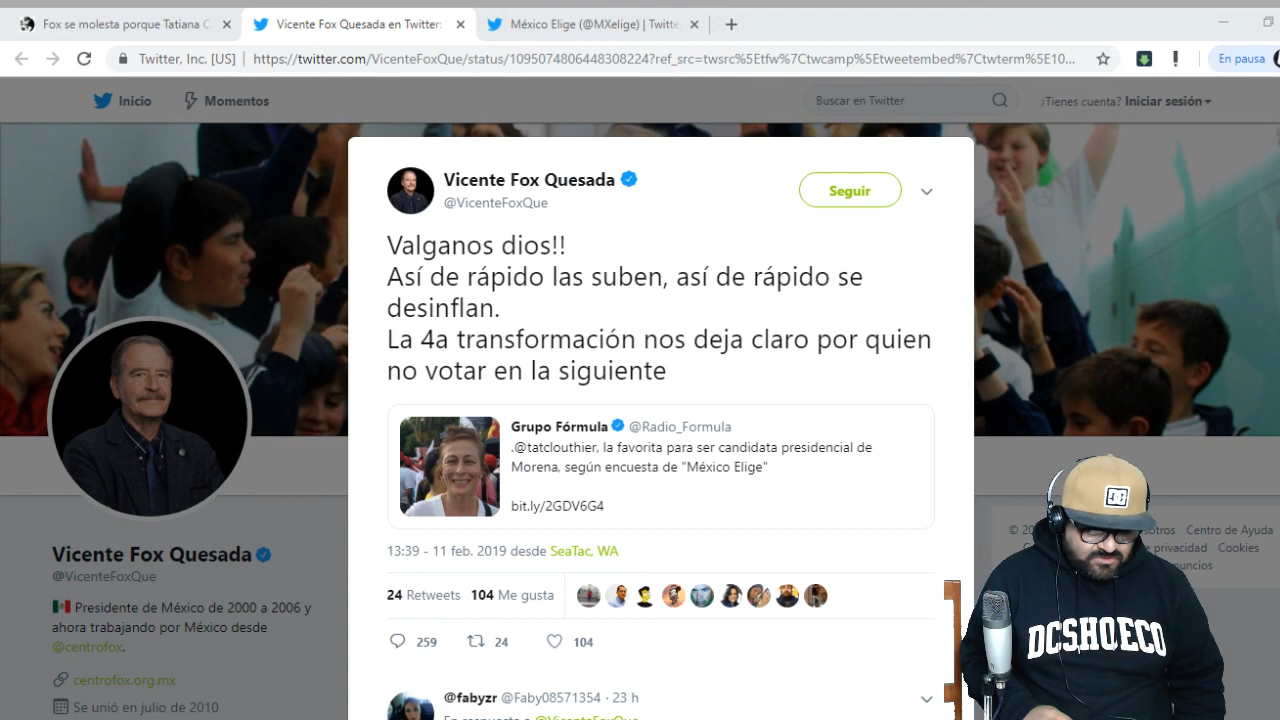 Fox se molesta porque Tatiana C
Vicente Fox Quesada en Twitter:
México Elige (@MXelige) | Twitte
Twitter, Inc. [US] | https://twitter.com/VicenteFoxQue/status/1095074806448308224?ref_src=twsrc%5Etfw%7Ctwcamp%5Etweetembed%7Ctwterm%5E10...
En pausa
Inicio
Momentos
Buscar en Twitter
¿Tienes cuenta? Iniciar sesión
Vicente Fox Quesada
@VicenteFoxQue
Seguir
Valganos dios!!
Así de rápido las suben, así de rápido se
desinflan.
La 4a transformación nos deja claro por quien
no votar en la siguiente
Grupo Fórmula @Radio_Formula
.@tatclouthier, la favorita para ser candidata presidencial de
Morena, según encuesta de "México Elige"
bit.ly/2GDV6G4
13:39 - 11 feb. 2019 desde SeaTac, WA
24 Retweets 104 Me gusta
259 24 104
@fabyzr @Faby08571354 · 23 h
En respuesta a @VicenteFoxQue
Vicente Fox Quesada
@VicenteFoxQue
Presidente de México de 2000 a 2006 y
ahora trabajando por México desde
@centrofox.
centrofox.org.mx
Se unió en julio de 2010
Centro de Ayuda
privacidad Cookies
DCSHOECO